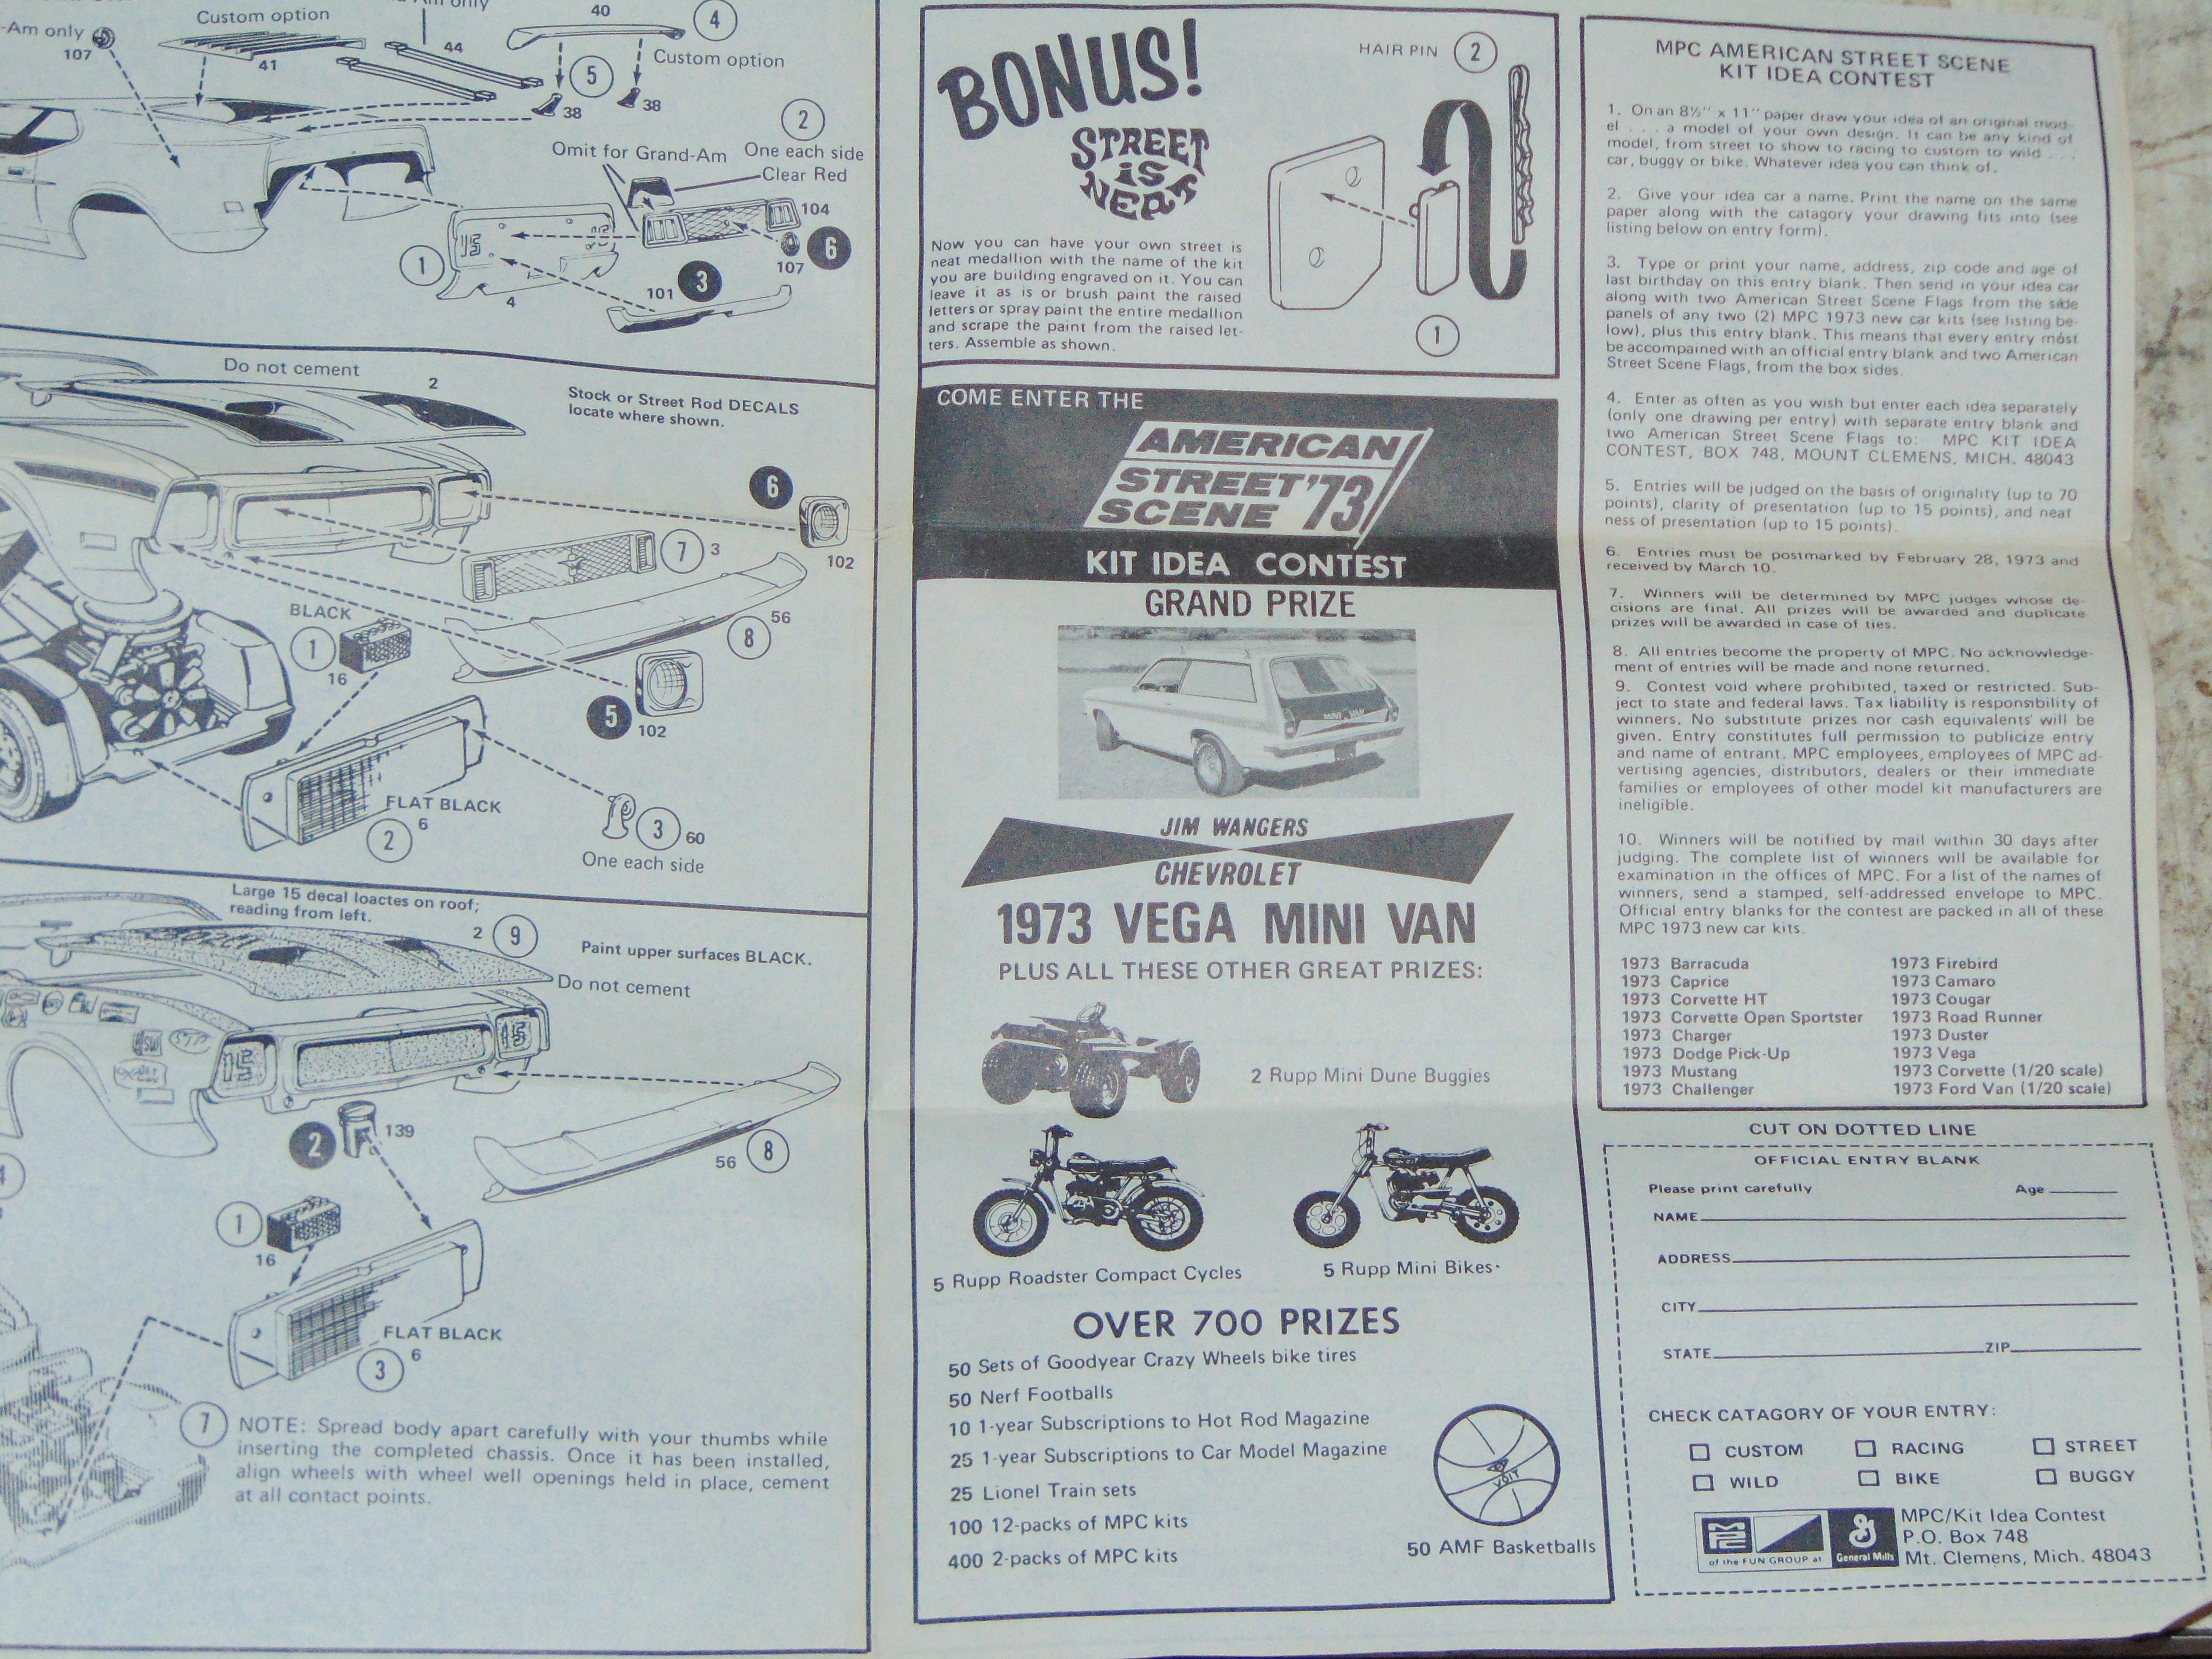 -Am only
107
Custom option
41
Am only
44
40
4
Custom option
5
38
38
2
One each side
Omit for Grand-Am
Clear Red
104
6
107
1
15
4
101
3
Do not cement
2
Stock or Street Rod DECALS
locate where shown.
6
102
7
3
56
8
BLACK
1
16
5
102
FLAT BLACK
6
2
3
60
One each side
Large 15 decal loactes on roof;
reading from left.
2
9
Paint upper surfaces BLACK.
Do not cement
STP
15
15
2
139
56
8
4
1
16
FLAT BLACK
6
3
7
NOTE: Spread body apart carefully with your thumbs while
inserting the completed chassis. Once it has been installed,
align wheels with wheel well openings held in place, cement
at all contact points.
BONUS!
STREET
IS
NEAT
HAIR PIN
2
1
Now you can have your own street is
neat medallion with the name of the kit
you are building engraved on it. You can
leave it as is or brush paint the raised
letters or spray paint the entire medallion
and scrape the paint from the raised let-
ters. Assemble as shown.
COME ENTER THE
AMERICAN
STREET '73
SCENE
KIT IDEA CONTEST
GRAND PRIZE
MINI VAN
JIM WANGERS
CHEVROLET
1973 VEGA MINI VAN
PLUS ALL THESE OTHER GREAT PRIZES:
2 Rupp Mini Dune Buggies
5 Rupp Roadster Compact Cycles
5 Rupp Mini Bikes
OVER 700 PRIZES
50 Sets of Goodyear Crazy Wheels bike tires
50 Nerf Footballs
10 1-year Subscriptions to Hot Rod Magazine
25 1-year Subscriptions to Car Model Magazine
25 Lionel Train sets
100 12-packs of MPC kits
400 2-packs of MPC kits
VOIT
50 AMF Basketballs
MPC AMERICAN STREET SCENE
KIT IDEA CONTEST
1. On an 8½" x 11" paper draw your idea of an original mod-
el . . . a model of your own design. It can be any kind of
model, from street to show to racing to custom to wild . . .
car, buggy or bike. Whatever idea you can think of.
2. Give your idea car a name. Print the name on the same
paper along with the catagory your drawing fits into (see
listing below on entry form).
3. Type or print your name, address, zip code and age of
last birthday on this entry blank. Then send in your idea car
along with two American Street Scene Flags from the side
panels of any two (2) MPC 1973 new car kits (see listing be-
low), plus this entry blank. This means that every entry must
be accompained with an official entry blank and two American
Street Scene Flags, from the box sides.
4. Enter as often as you wish but enter each idea separately
(only one drawing per entry) with separate entry blank and
two American Street Scene Flags to: MPC KIT IDEA
CONTEST, BOX 748, MOUNT CLEMENS, MICH. 48043
5. Entries will be judged on the basis of originality (up to 70
points), clarity of presentation (up to 15 points), and neat
ness of presentation (up to 15 points).
6. Entries must be postmarked by February 28, 1973 and
received by March 10.
7. Winners will be determined by MPC judges whose de-
cisions are final. All prizes will be awarded and duplicate
prizes will be awarded in case of ties.
8. All entries become the property of MPC. No acknowledge-
ment of entries will be made and none returned.
9. Contest void where prohibited, taxed or restricted. Sub-
ject to state and federal laws. Tax liability is responsibility of
winners. No substitute prizes nor cash equivalents' will be
given. Entry constitutes full permission to publicize entry
and name of entrant. MPC employees, employees of MPC ad-
vertising agencies, distributors, dealers or their immediate
families or employees of other model kit manufacturers are
ineligible.
10. Winners will be notified by mail within 30 days after
judging. The complete list of winners will be available for
examination in the offices of MPC. For a list of the names of
winners, send a stamped, self-addressed envelope to MPC.
Official entry blanks for the contest are packed in all of these
MPC 1973 new car kits.
1973 Barracuda
1973 Caprice
1973 Corvette HT
1973 Corvette Open Sportster
1973 Charger
1973 Dodge Pick-Up
1973 Mustang
1973 Challenger
1973 Firebird
1973 Camaro
1973 Cougar
1973 Road Runner
1973 Duster
1973 Vega
1973 Corvette (1/20 scale)
1973 Ford Van (1/20 scale)
CUT ON DOTTED LINE
OFFICIAL ENTRY BLANK
Please print carefully Age
NAME
ADDRESS
CITY
STATE ZIP
CHECK CATAGORY OF YOUR ENTRY:
CUSTOM RACING STREET
WILD BIKE BUGGY
MPC
of the FUN GROUP at
G
General Mills
MPC/Kit Idea Contest
P.O. Box 748
Mt. Clemens, Mich. 48043